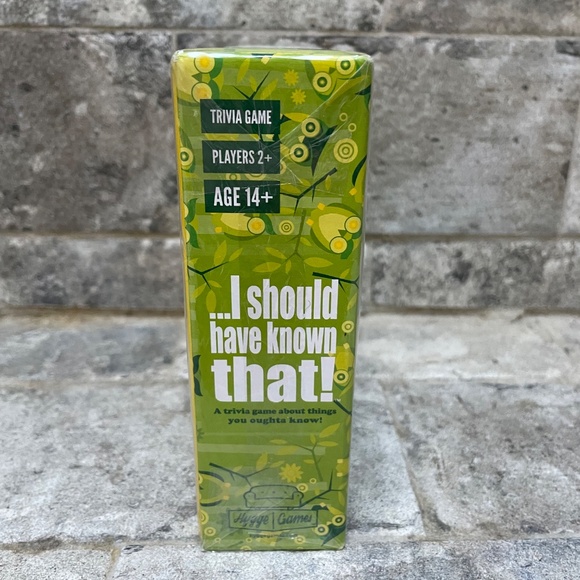 TRIVIA GAME
PLAYERS 2+
AGE 14+
...I should
have known
that!
A trivia game about things
you oughta know!
Hygge Games